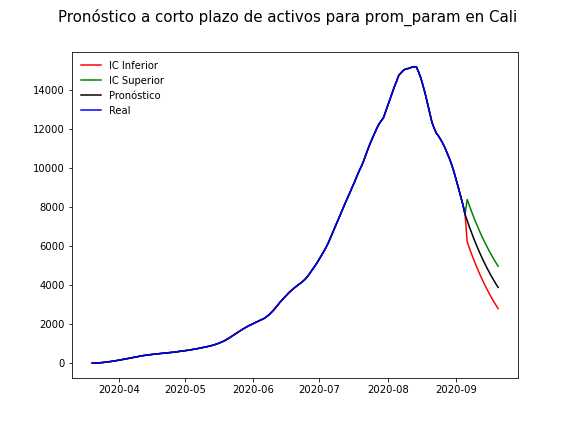 Pronóstico a corto plazo de activos para prom_param en Cali
IC Inferior
IC Superior
Pronóstico
Real
14000
12000
10000
8000
6000
4000
2000
0
2020-04 2020-05 2020-06 2020-07 2020-08 2020-09